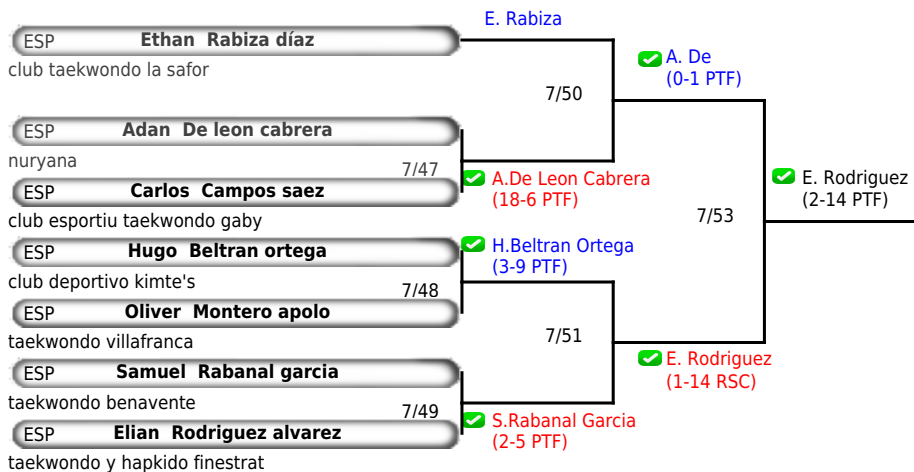 E. Rabiza
ESP Ethan Rabiza díaz
club taekwondo la safor
A. De
(0-1 PTF)
7/50
ESP Adan De leon cabrera
nuryana
7/47
A.De Leon Cabrera
(18-6 PTF)
ESP Carlos Campos saez
club esportiu taekwondo gaby
E. Rodriguez
(2-14 PTF)
7/53
ESP Hugo Beltran ortega
club deportivo kimte's
H.Beltran Ortega
(3-9 PTF)
7/48
ESP Oliver Montero apolo
taekwondo villafranca
7/51
E. Rodriguez
(1-14 RSC)
ESP Samuel Rabanal garcia
taekwondo benavente
7/49
S.Rabanal Garcia
(2-5 PTF)
ESP Elian Rodriguez alvarez
taekwondo y hapkido finestrat